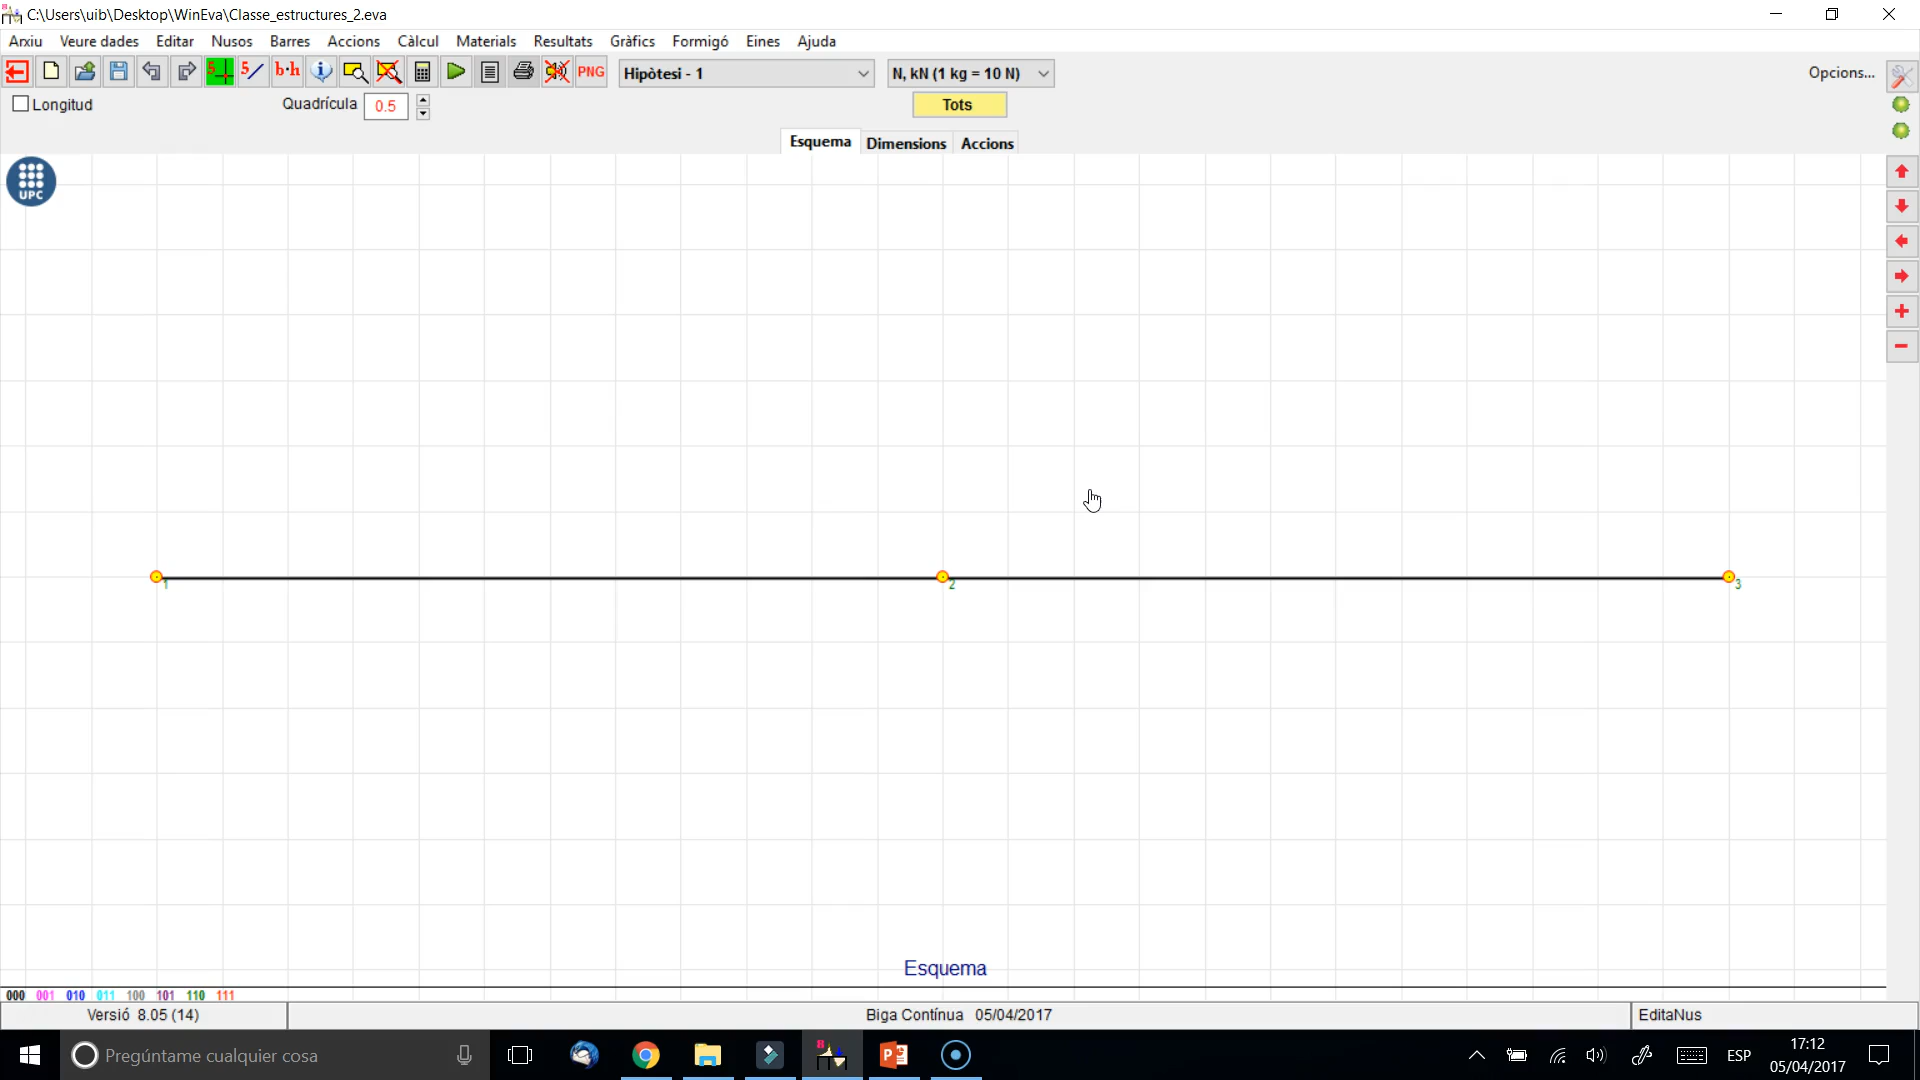 C:\Users\uib\Desktop\WinEva\Classe_estructures_2.eva
Arxiu Veure dades Editar Nusos Barres Accions Càlcul Materials Resultats Gràfics Formigó Eines Ajuda
5 5 b·h i PNG Hipòtesi - 1 N, kN (1 kg = 10 N) Opcions...
Longitud Quadrícula 0.5 Tots
Esquema Dimensions Accions
UPC
1 2 3
Esquema
000 001 010 011 100 101 110 111
Versió 8.05 (14) Biga Contínua 05/04/2017 EditaNus
Pregúntame cualquier cosa ESP 17:12
05/04/2017